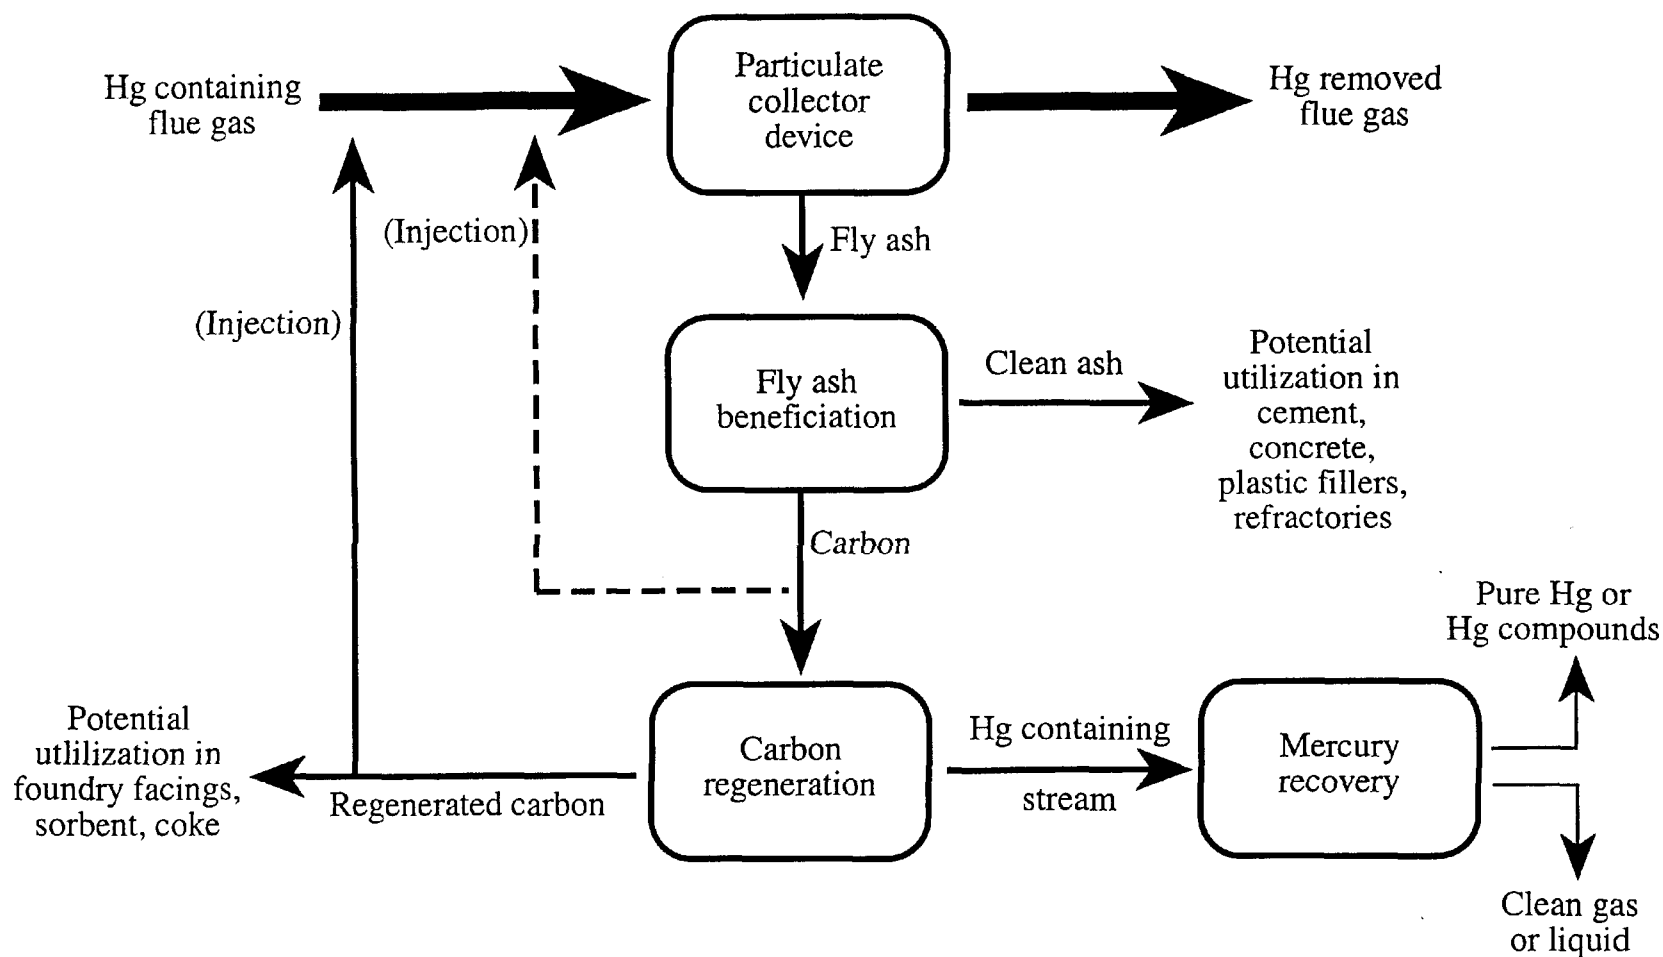 Hg containing
flue gas
Particulate
collector
device
Hg removed
flue gas
(Injection)
Fly ash
(Injection)
Fly ash
beneficiation
Clean ash
Potential
utilization in
cement,
concrete,
plastic fillers,
refractories
Carbon
Pure Hg or
Hg compounds
Potential
utlilization in
foundry facings,
sorbent, coke
Regenerated carbon
Carbon
regeneration
Hg containing
stream
Mercury
recovery
Clean gas
or liquid